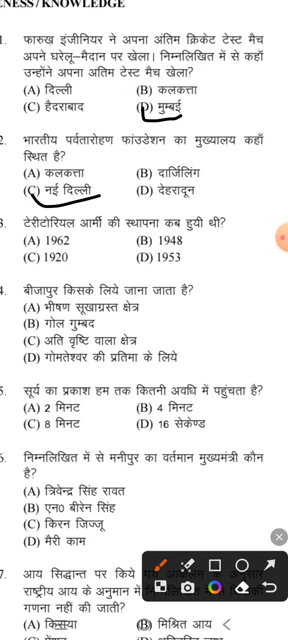 NESS / KNOWLEDGE
1. फारुख इंजीनियर ने अपना अंतिम क्रिकेट टेस्ट मैच
अपने घरेलू–मैदान पर खेला। निम्नलिखित में से कहाँ
उन्होंने अपना अतिम टेस्ट मैच खेला?
(A) दिल्ली (B) कलकत्ता
(C) हैदराबाद (D) मुम्बई
2. भारतीय पर्वतारोहण फांउडेशन का मुख्यालय कहाँ
स्थित है?
(A) कलकत्ता (B) दार्जिलिंग
(C) नई दिल्ली (D) देहरादून
3. टेरीटोरियल आर्मी की स्थापना कब हुयी थी?
(A) 1962 (B) 1948
(C) 1920 (D) 1953
4. बीजापुर किसके लिये जाना जाता है?
(A) भीषण सूखाग्रस्त क्षेत्र
(B) गोल गुम्बद
(C) अति वृष्टि वाला क्षेत्र
(D) गोमतेश्वर की प्रतिमा के लिये
5. सूर्य का प्रकाश हम तक कितनी अवधि में पहुंचता है?
(A) 2 मिनट (B) 4 मिनट
(C) 8 मिनट (D) 16 सेकेण्ड
6. निम्नलिखित में से मनीपुर का वर्तमान मुख्यमंत्री कौन
है?
(A) त्रिवेन्द्र सिंह रावत
(B) एन0 बीरेन सिंह
(C) किरन जिज्जू
(D) मैरी काम
7. आय सिद्धान्त पर किये
राष्ट्रीय आय के अनुमान में
गणना नहीं की जाती?
(A) किराया (B) मिश्रित आय